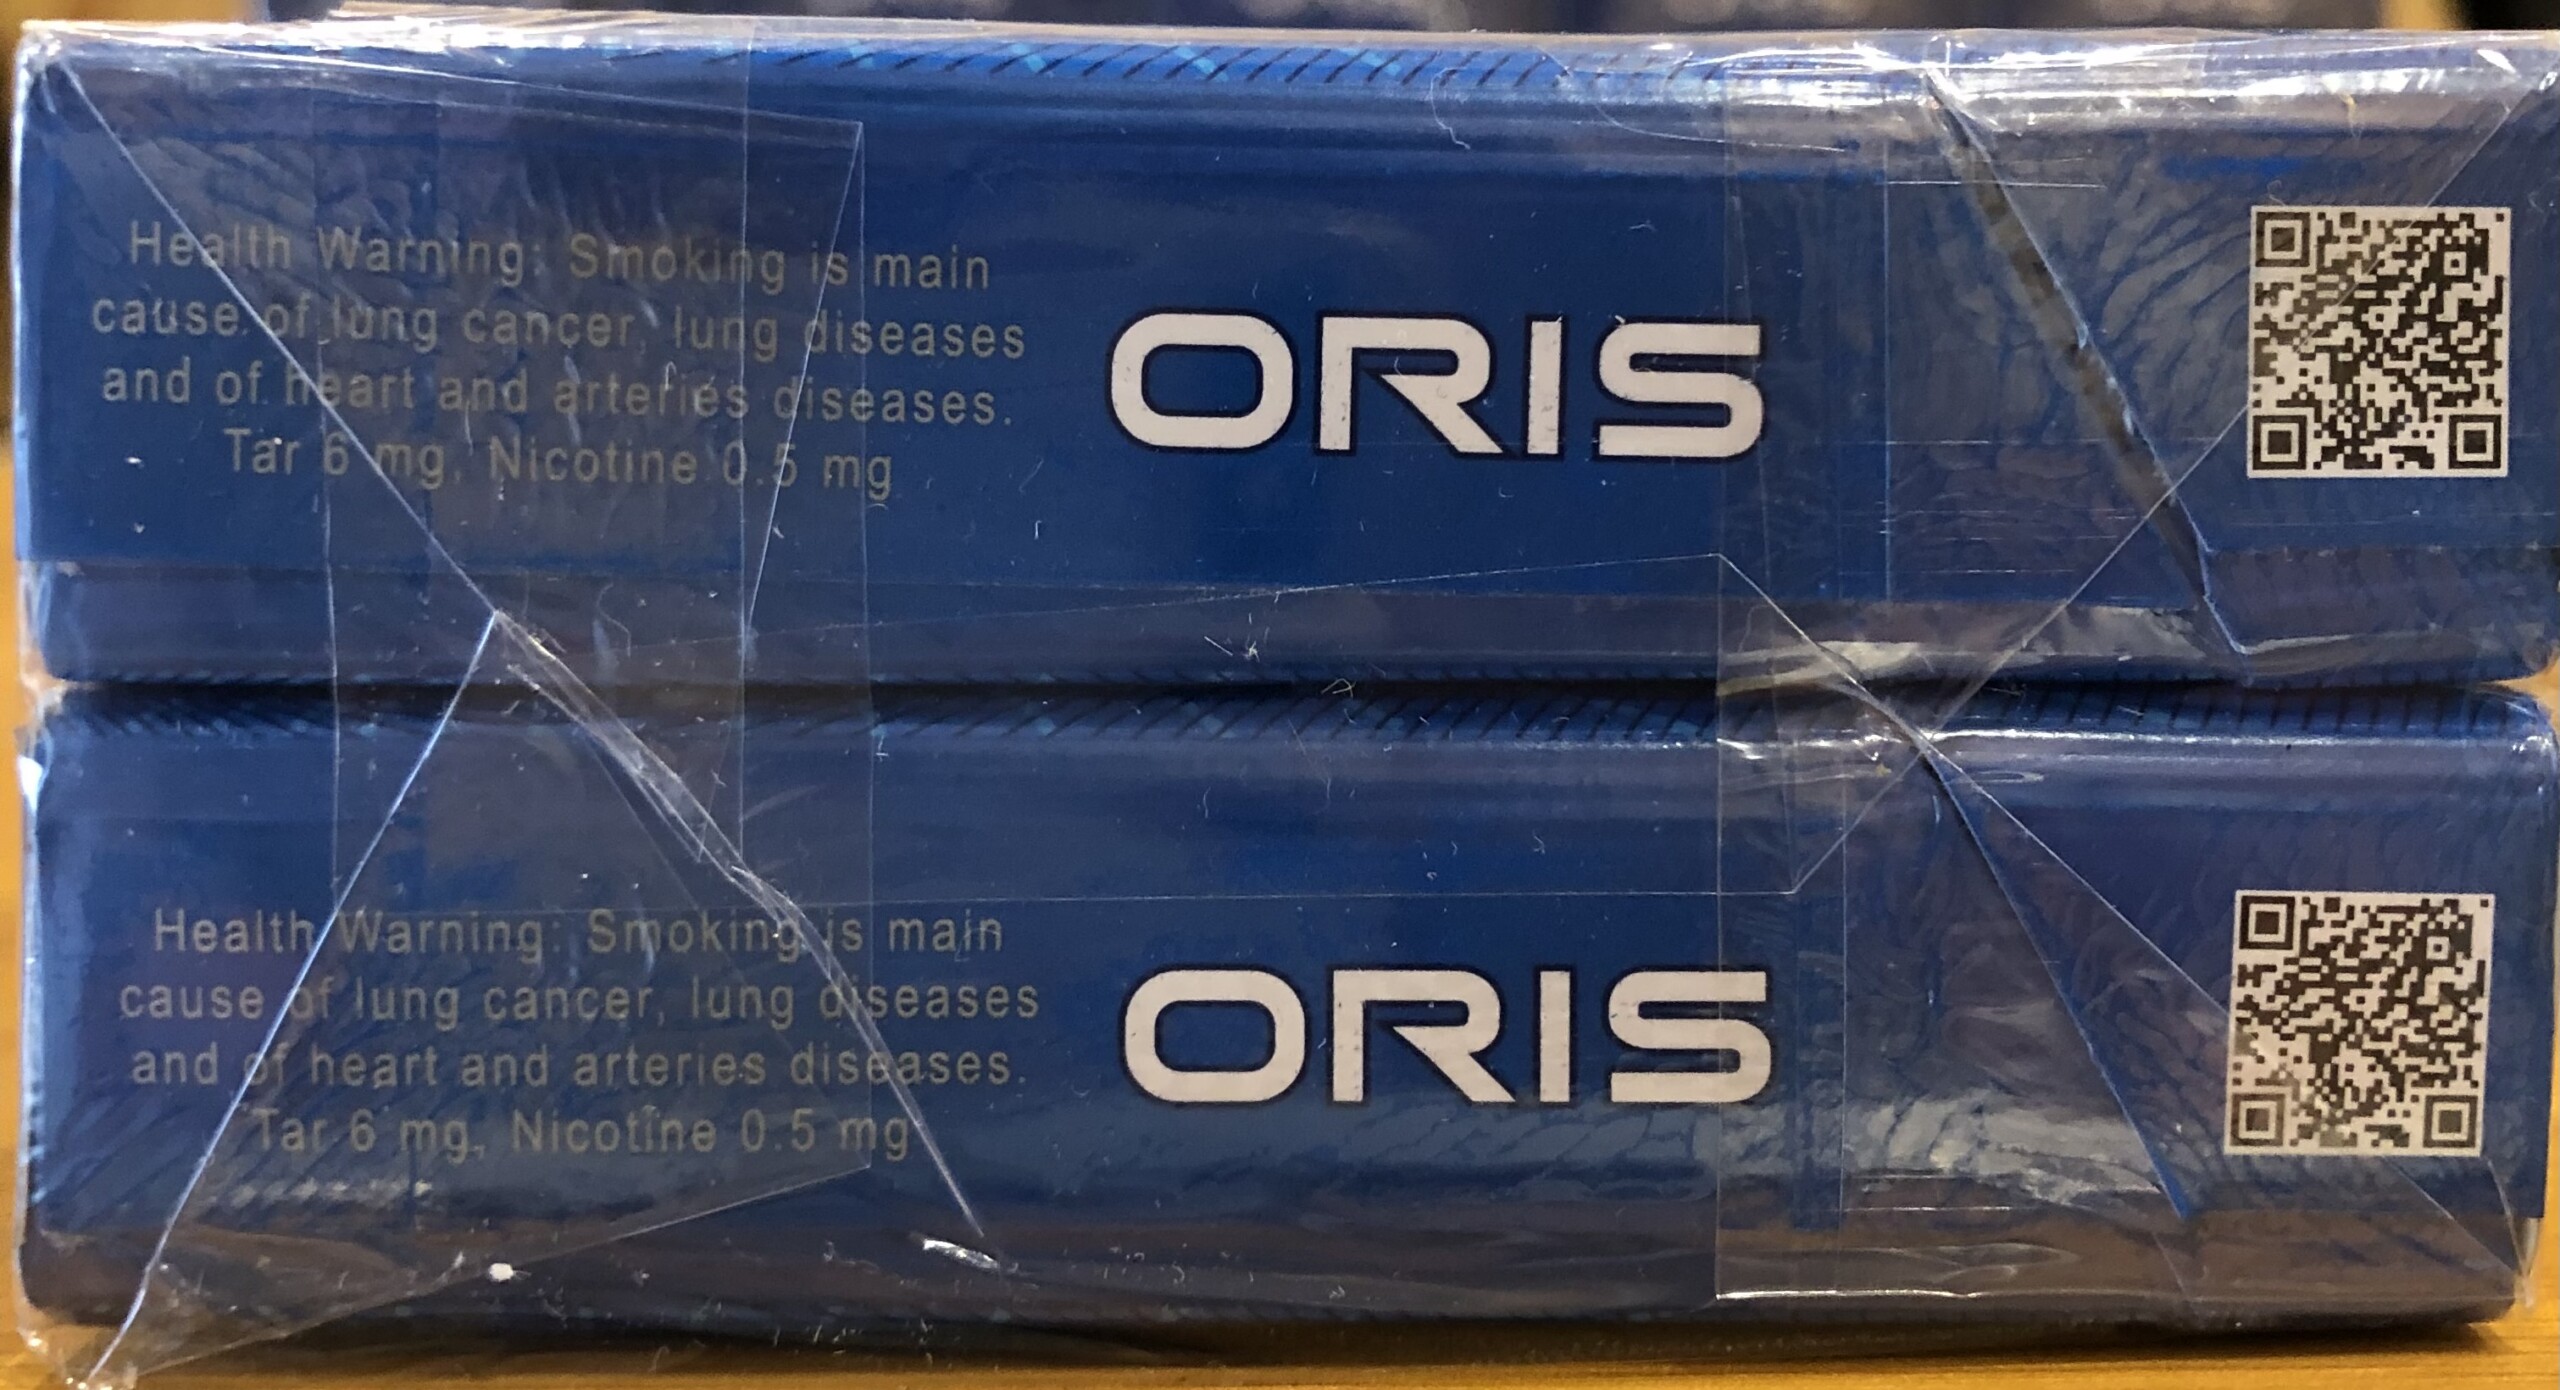 Health Warning: Smoking is main
cause of lung cancer, lung diseases
and of heart and arteries diseases.
Tar 6 mg, Nicotine 0.5 mg
ORIS
Health Warning: Smoking is main
cause of lung cancer, lung diseases
and of heart and arteries diseases.
Tar 6 mg, Nicotine 0.5 mg
ORIS